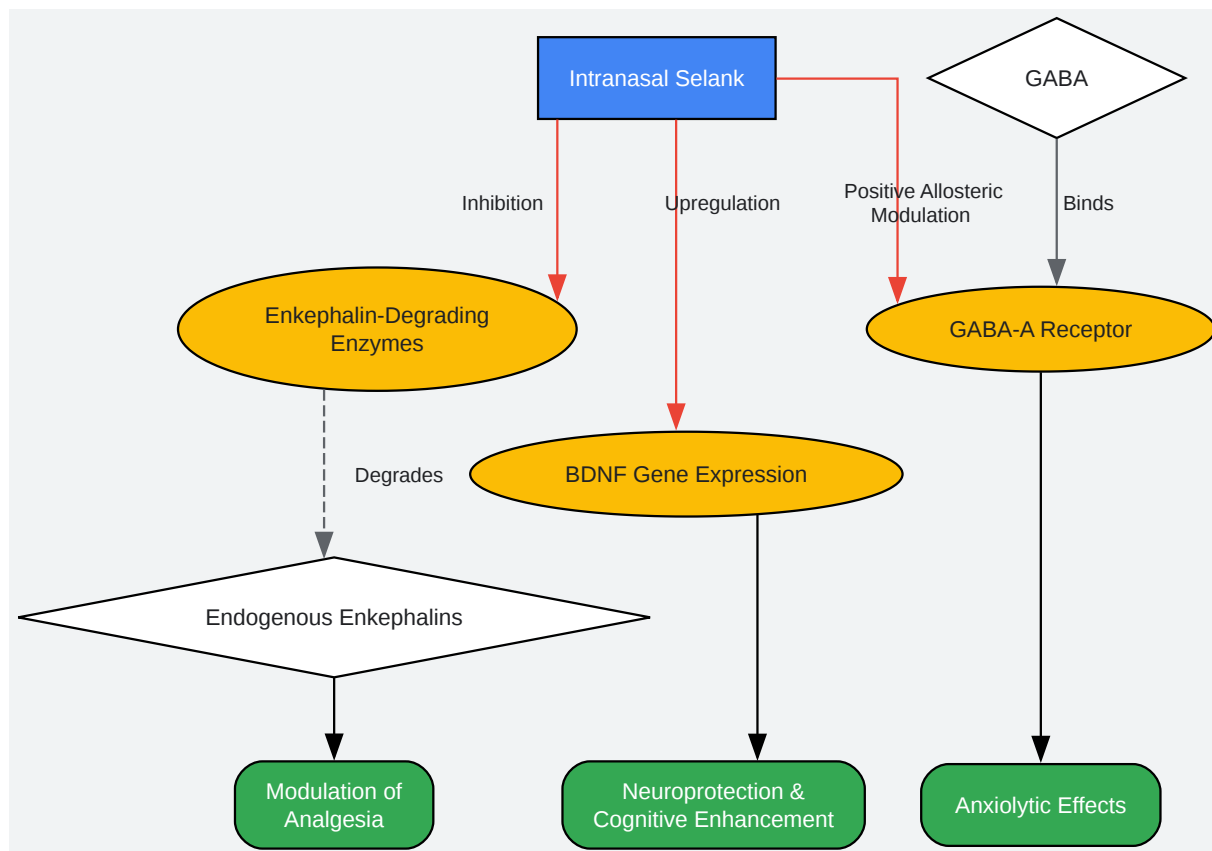 Intranasal Selank
GABA
Inhibition
Upregulation
Positive Allosteric
Modulation
Binds
Enkephalin-Degrading
Enzymes
GABA-A Receptor
Degrades
BDNF Gene Expression
Endogenous Enkephalins
Modulation of
Analgesia
Neuroprotection &
Cognitive Enhancement
Anxiolytic Effects